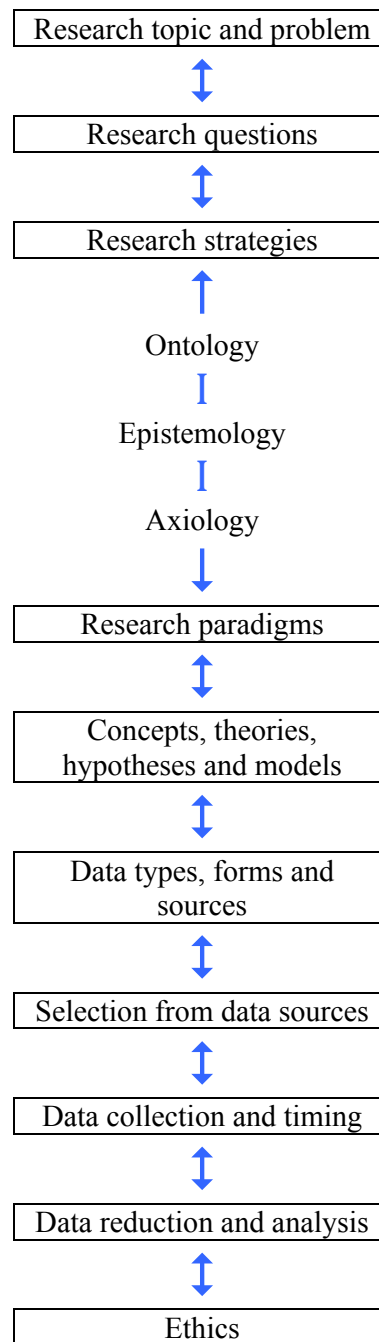 Research topic and problem
Research questions
Research strategies
Ontology
Epistemology
Axiology
Research paradigms
Concepts, theories,
hypotheses and models
Data types, forms and
sources
Selection from data sources
Data collection and timing
Data reduction and analysis
Ethics